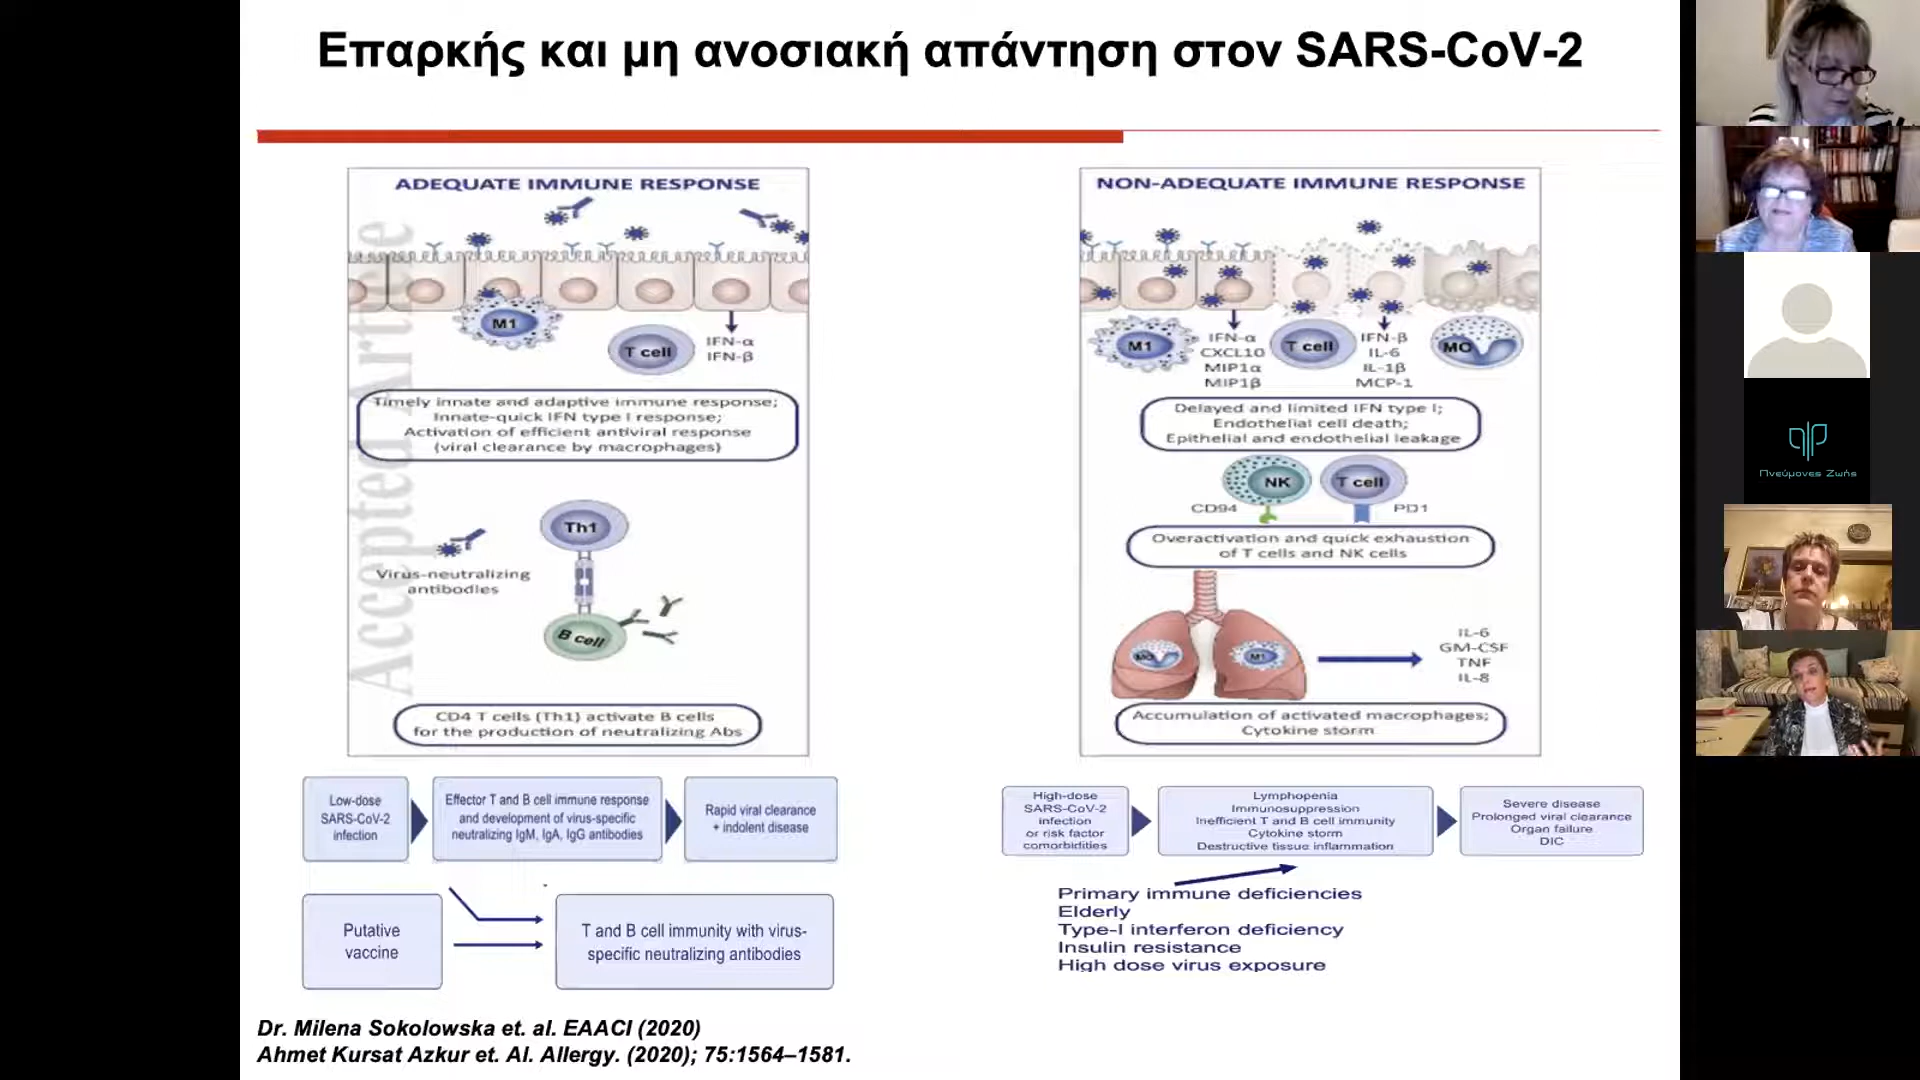 Επαρκής και μη ανοσιακή απάντηση στον SARS-CoV-2
ADEQUATE IMMUNE RESPONSE
M1
T cell
IFN-α
IFN-β
Timely innate and adaptive immune response;
Innate-quick IFN type I response;
Activation of efficient antiviral response
(viral clearance by macrophages)
Th1
Virus-neutralizing
antibodies
B cell
CD4 T cells (Th1) activate B cells
for the production of neutralizing Abs
Accepted Article
Low-dose
SARS-CoV-2
infection
Effector T and B cell immune response
and development of virus-specific
neutralizing IgM, IgA, IgG antibodies
Rapid viral clearance
+ indolent disease
Putative
vaccine
T and B cell immunity with virus-
specific neutralizing antibodies
NON-ADEQUATE IMMUNE RESPONSE
M1
IFN-α
CXCL10
MIP1α
MIP1β
T cell
IFN-β
IL-6
IL-1β
MCP-1
MO
Delayed and limited IFN type I;
Endothelial cell death;
Epithelial and endothelial leakage
NK
T cell
CD94
PD1
Overactivation and quick exhaustion
of T cells and NK cells
MO
M1
IL-6
GM-CSF
TNF
IL-8
Accumulation of activated macrophages;
Cytokine storm
High-dose
SARS-CoV-2
infection
or risk factor
comorbidities
Lymphopenia
Immunosuppression
Inefficient T and B cell immunity
Cytokine storm
Destructive tissue inflammation
Severe disease
Prolonged viral clearance
Organ failure
DIC
Primary immune deficiencies
Elderly
Type-I interferon deficiency
Insulin resistance
High dose virus exposure
Dr. Milena Sokolowska et. al. EAACI (2020)
Ahmet Kursat Azkur et. Al. Allergy. (2020); 75:1564–1581.
Πνεύμονες Ζωής